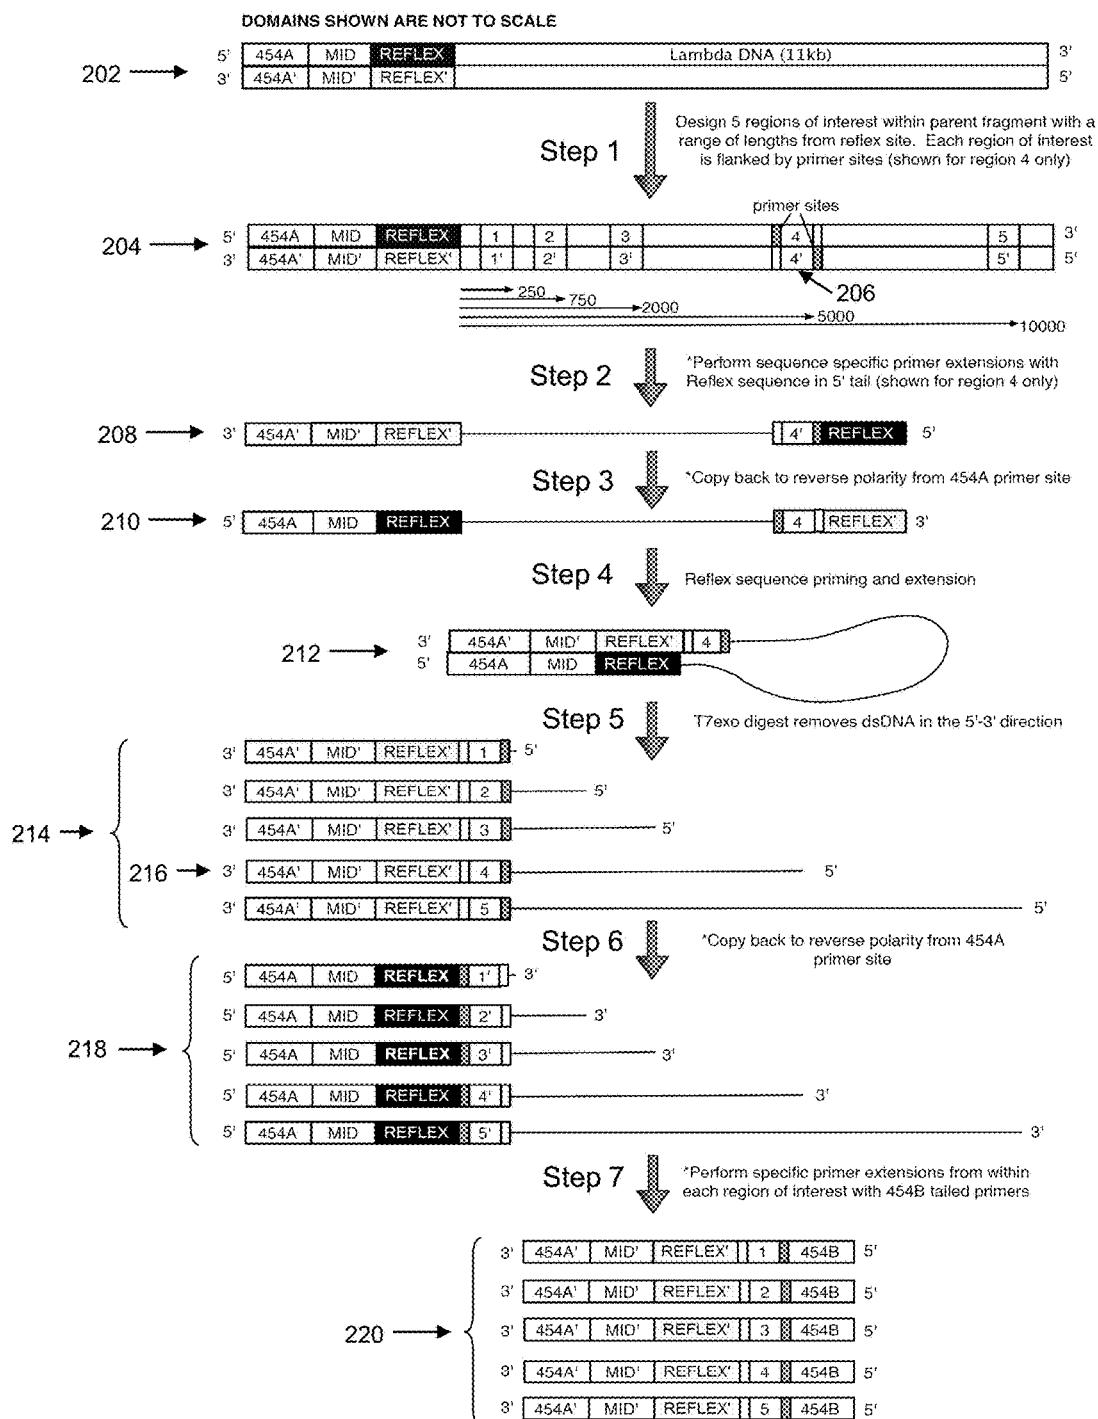 DOMAINS SHOWN ARE NOT TO SCALE
5' 454A MID REFLEX Lambda DNA (11kb) 3'
202
3' 454A' MID' REFLEX' 5'
Step 1
Design 5 regions of interest within parent fragment with a
range of lengths from reflex site. Each region of interest
is flanked by primer sites (shown for region 4 only)
primer sites
5' 454A MID REFLEX 1 2 3 4 5 3'
204
3' 454A' MID' REFLEX' 1' 2' 3' 4' 5' 5'
206
250
750
2000
5000
10000
Step 2
*Perform sequence specific primer extensions with
Reflex sequence in 5' tail (shown for region 4 only)
208 3' 454A' MID' REFLEX' 4' REFLEX 5'
Step 3
*Copy back to reverse polarity from 454A primer site
210 5' 454A MID REFLEX 4 REFLEX' 3'
Step 4
Reflex sequence priming and extension
3' 454A' MID' REFLEX' 4
212
5' 454A MID REFLEX
Step 5
T7exo digest removes dsDNA in the 5'-3' direction
3' 454A' MID' REFLEX' 1 5'
3' 454A' MID' REFLEX' 2 5'
214
3' 454A' MID' REFLEX' 3 5'
216 3' 454A' MID' REFLEX' 4 5'
3' 454A' MID' REFLEX' 5 5'
Step 6
*Copy back to reverse polarity from 454A
primer site
5' 454A MID REFLEX 1' 3'
5' 454A MID REFLEX 2' 3'
218
5' 454A MID REFLEX 3' 3'
5' 454A MID REFLEX 4' 3'
5' 454A MID REFLEX 5' 3'
Step 7
*Perform specific primer extensions from within
each region of interest with 454B tailed primers
3' 454A' MID' REFLEX' 1 454B 5'
3' 454A' MID' REFLEX' 2 454B 5'
220
3' 454A' MID' REFLEX' 3 454B 5'
3' 454A' MID' REFLEX' 4 454B 5'
3' 454A' MID' REFLEX' 5 454B 5'